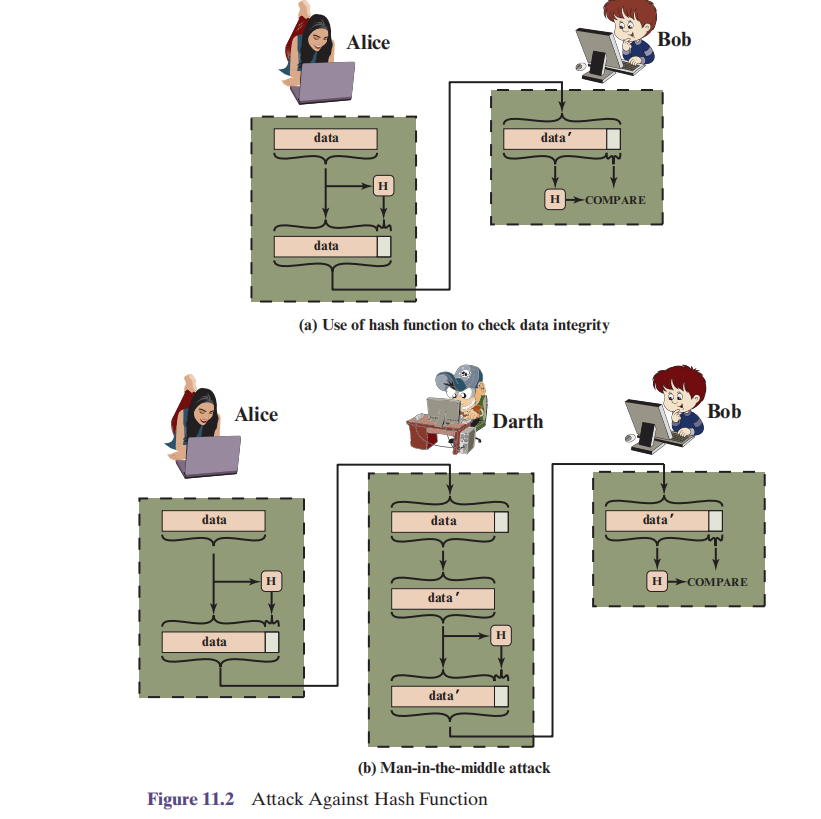 Alice
Bob
data
data′
H
H
COMPARE
data
(a) Use of hash function to check data integrity
Alice
Darth
Bob
data
data
data′
H
H
COMPARE
data′
H
data
data′
(b) Man-in-the-middle attack
Figure 11.2 Attack Against Hash Function